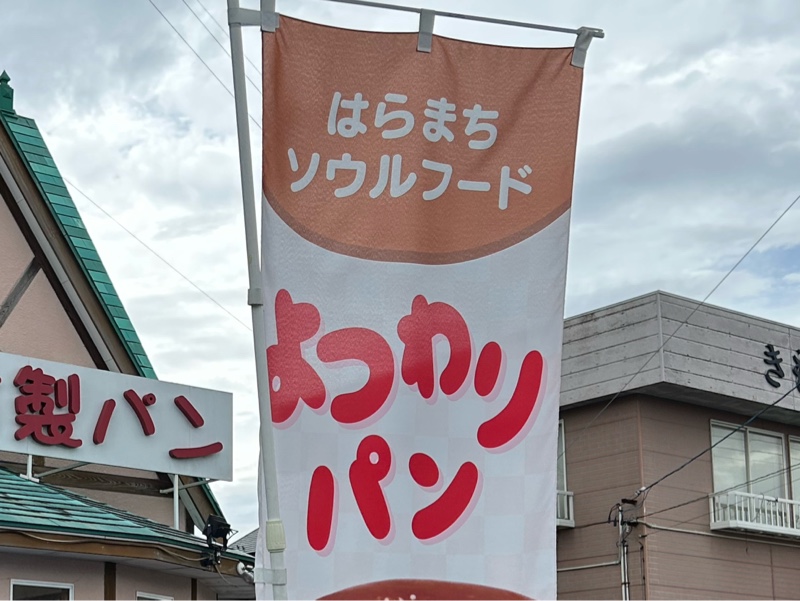 はらまち
ソウルフード
よつわり
パン
製パン
き